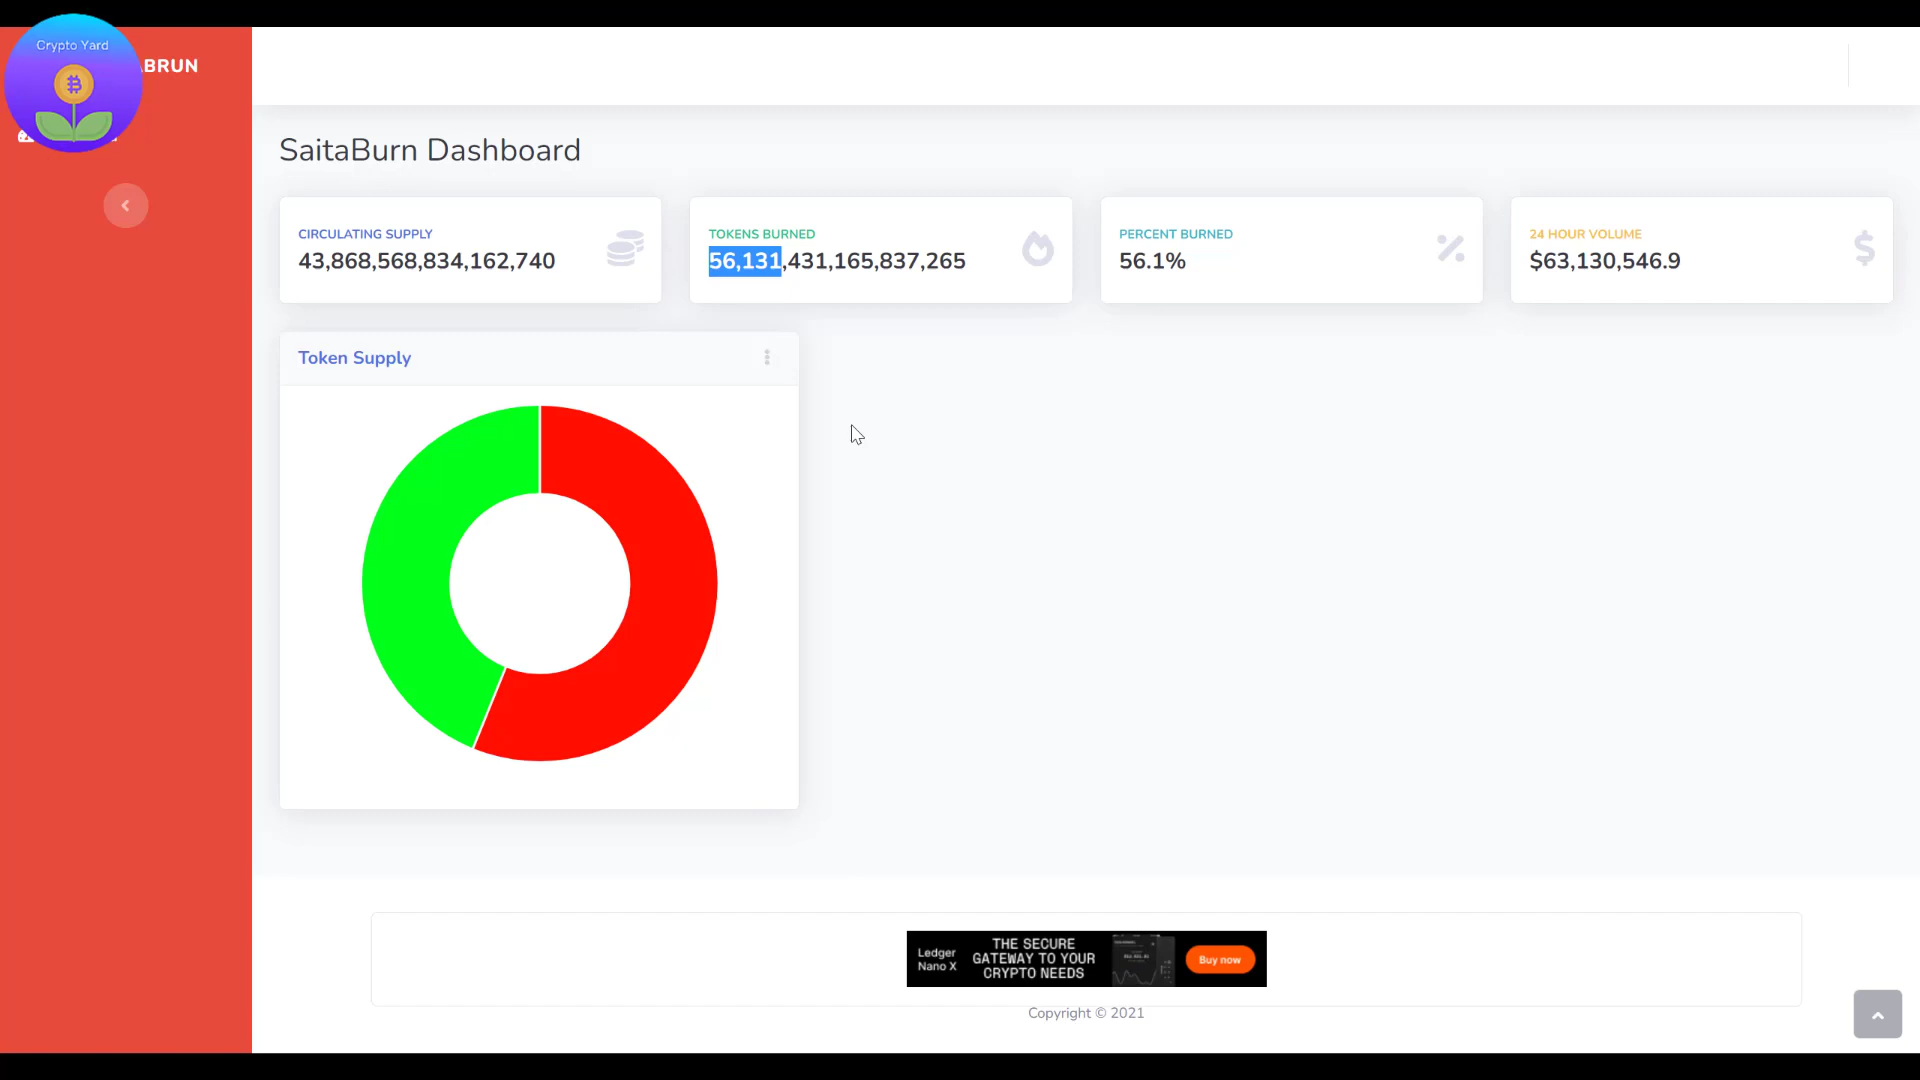 Crypto Yard
BRUN
SaitaBurn Dashboard
CIRCULATING SUPPLY
43,868,568,834,162,740
TOKENS BURNED
56,131,431,165,837,265
PERCENT BURNED
56.1%
24 HOUR VOLUME
$63,130,546.9
Token Supply
Ledger
Nano X
THE SECURE
GATEWAY TO YOUR
CRYPTO NEEDS
Buy now
Copyright © 2021